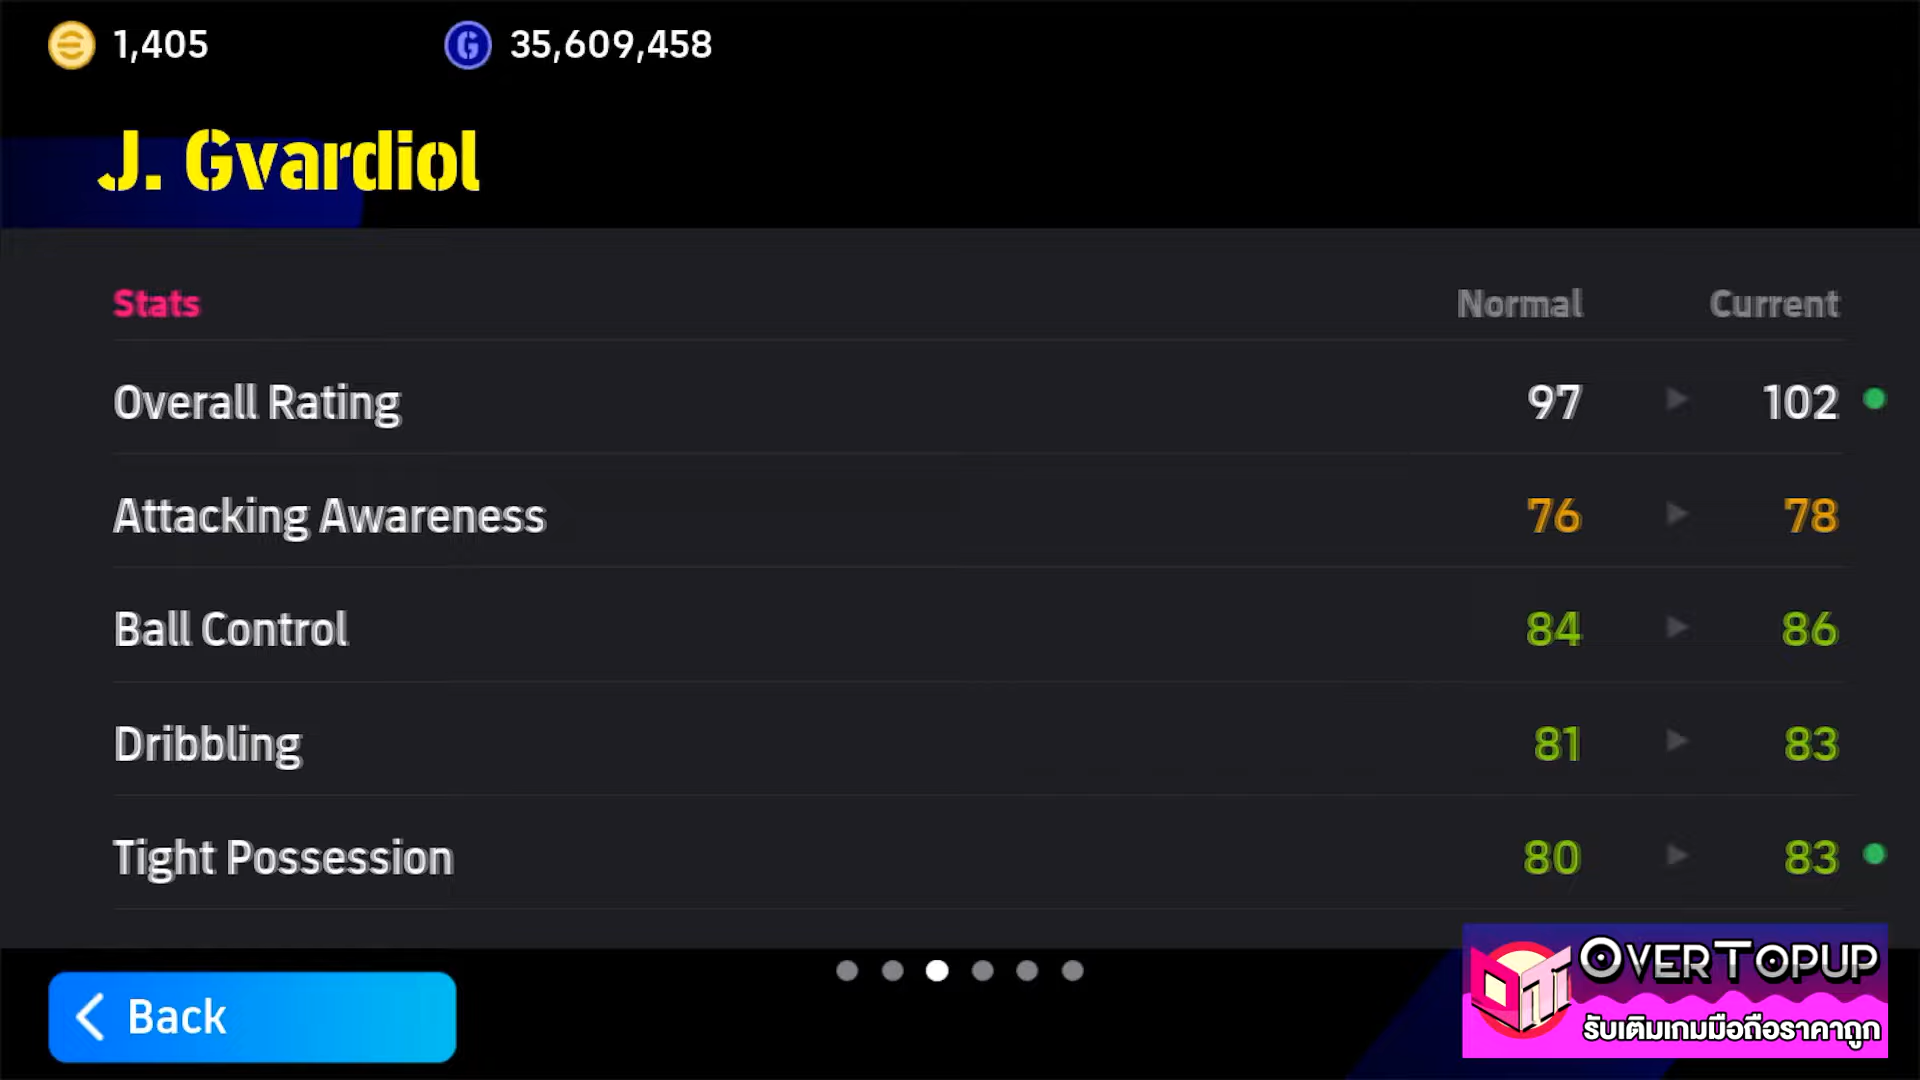 1,405
35,609,458
J. Gvardiol
Stats Normal Current
Overall Rating 97 102
Attacking Awareness 76 78
Ball Control 84 86
Dribbling 81 83
Tight Possession 80 83
Back
OVERTOPUP
รับเติมเกมมือถือราคาถูก